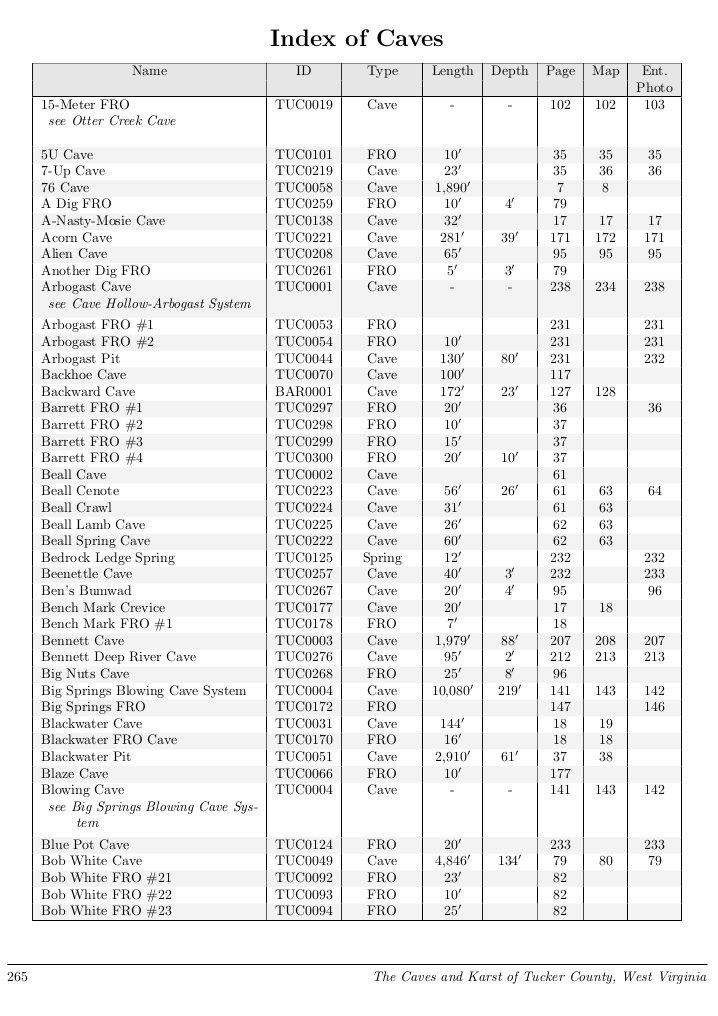 Index of Caves
Name ID Type Length Depth Page Map Ent.
Photo
15-Meter FRO TUC0019 Cave - - 102 102 103
see Otter Creek Cave
5U Cave TUC0101 FRO 10′ 35 35 35
7-Up Cave TUC0219 Cave 23′ 35 36 36
76 Cave TUC0058 Cave 1,890′ 7 8
A Dig FRO TUC0259 FRO 10′ 4′ 79
A-Nasty-Mosie Cave TUC0138 Cave 32′ 17 17 17
Acorn Cave TUC0221 Cave 281′ 39′ 171 172 171
Alien Cave TUC0208 Cave 65′ 95 95 95
Another Dig FRO TUC0261 FRO 5′ 3′ 79
Arbogast Cave TUC0001 Cave - - 238 234 238
see Cave Hollow-Arbogast System
Arbogast FRO #1 TUC0053 FRO 231 231
Arbogast FRO #2 TUC0054 FRO 10′ 231 231
Arbogast Pit TUC0044 Cave 130′ 80′ 231 232
Backhoe Cave TUC0070 Cave 100′ 117
Backward Cave BAR0001 Cave 172′ 23′ 127 128
Barrett FRO #1 TUC0297 FRO 20′ 36 36
Barrett FRO #2 TUC0298 FRO 10′ 37
Barrett FRO #3 TUC0299 FRO 15′ 37
Barrett FRO #4 TUC0300 FRO 20′ 10′ 37
Beall Cave TUC0002 Cave 61
Beall Cenote TUC0223 Cave 56′ 26′ 61 63 64
Beall Crawl TUC0224 Cave 31′ 61 63
Beall Lamb Cave TUC0225 Cave 26′ 62 63
Beall Spring Cave TUC0222 Cave 60′ 62 63
Bedrock Ledge Spring TUC0125 Spring 12′ 232 232
Beenettle Cave TUC0257 Cave 40′ 3′ 232 233
Ben's Bumwad TUC0267 Cave 20′ 4′ 95 96
Bench Mark Crevice TUC0177 Cave 20′ 17 18
Bench Mark FRO #1 TUC0178 FRO 7′ 18
Bennett Cave TUC0003 Cave 1,979′ 88′ 207 208 207
Bennett Deep River Cave TUC0276 Cave 95′ 2′ 212 213 213
Big Nuts Cave TUC0268 FRO 25′ 8′ 96
Big Springs Blowing Cave System TUC0004 Cave 10,080′ 219′ 141 143 142
Big Springs FRO TUC0172 FRO 147 146
Blackwater Cave TUC0031 Cave 144′ 18 19
Blackwater FRO Cave TUC0170 FRO 16′ 18 18
Blackwater Pit TUC0051 Cave 2,910′ 61′ 37 38
Blaze Cave TUC0066 FRO 10′ 177
Blowing Cave TUC0004 Cave - - 141 143 142
see Big Springs Blowing Cave Sys-
tem
Blue Pot Cave TUC0124 FRO 20′ 233 233
Bob White Cave TUC0049 Cave 4,846′ 134′ 79 80 79
Bob White FRO #21 TUC0092 FRO 23′ 82
Bob White FRO #22 TUC0093 FRO 10′ 82
Bob White FRO #23 TUC0094 FRO 25′ 82
265 The Caves and Karst of Tucker County, West Virginia